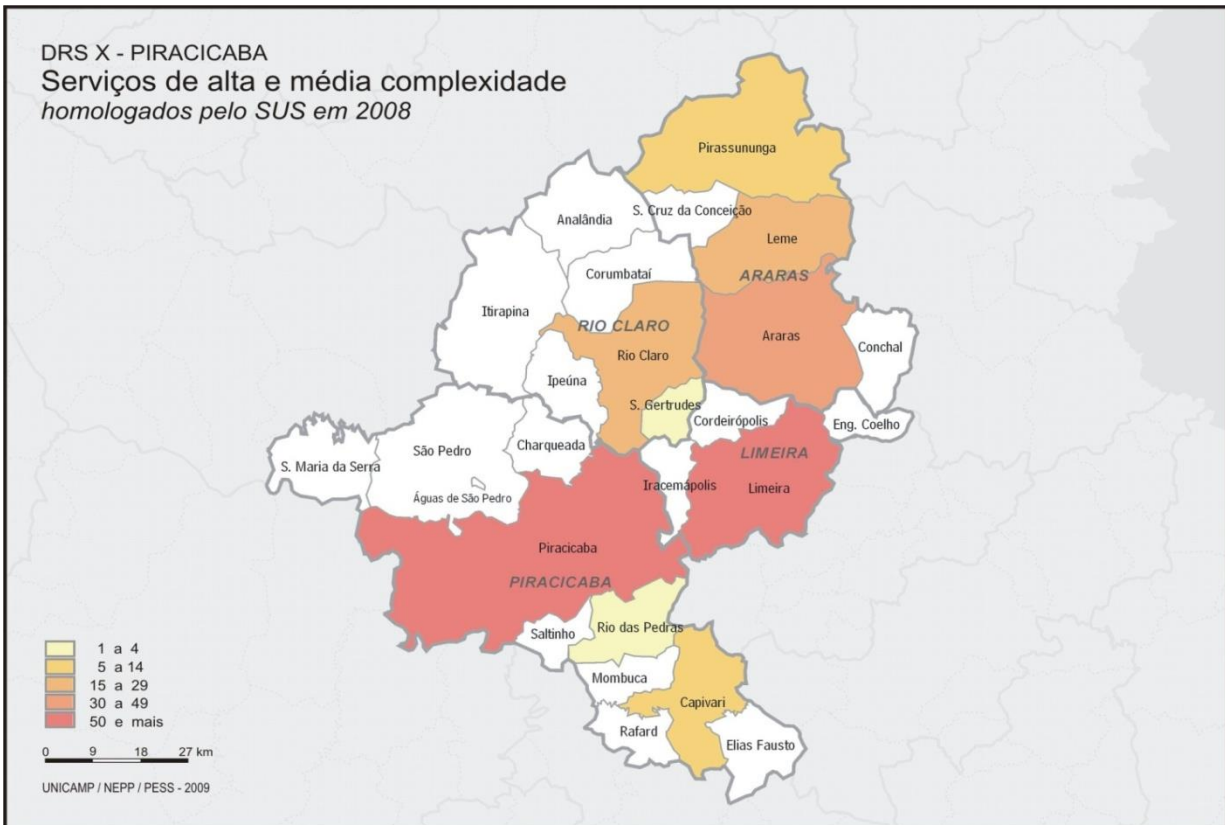 DRS X - PIRACICABA
Serviços de alta e média complexidade
homologados pelo SUS em 2008
Pirassununga
Analândia
S. Cruz da Conceição
Leme
Corumbataí
ARARAS
Itirapina
RIO CLARO
Araras
Conchal
Rio Claro
Ipeúna
S. Gertrudes
Cordeirópolis
Eng. Coelho
Charqueada
São Pedro
LIMEIRA
S. Maria da Serra
Iracemápolis
Limeira
Águas de São Pedro
Piracicaba
PIRACICABA
Saltinho
Rio das Pedras
Mombuca
Capivari
Rafard
Elias Fausto
1 a 4
5 a 14
15 a 29
30 a 49
50 e mais
0 9 18 27 km
UNICAMP / NEPP / PESS - 2009